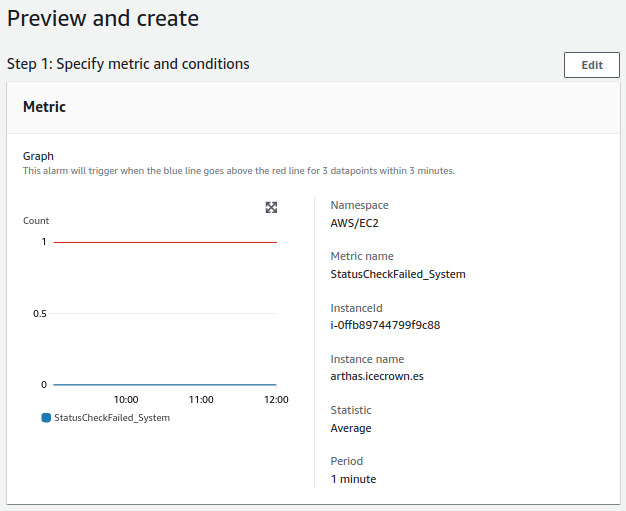 Preview and create
Step 1: Specify metric and conditions
Edit
Metric
Graph
This alarm will trigger when the blue line goes above the red line for 3 datapoints within 3 minutes.
Count
1
0.5
0
10:00 11:00 12:00
StatusCheckFailed_System
Namespace
AWS/EC2
Metric name
StatusCheckFailed_System
InstanceId
i-0ffb89744799f9c88
Instance name
arthas.icecrown.es
Statistic
Average
Period
1 minute